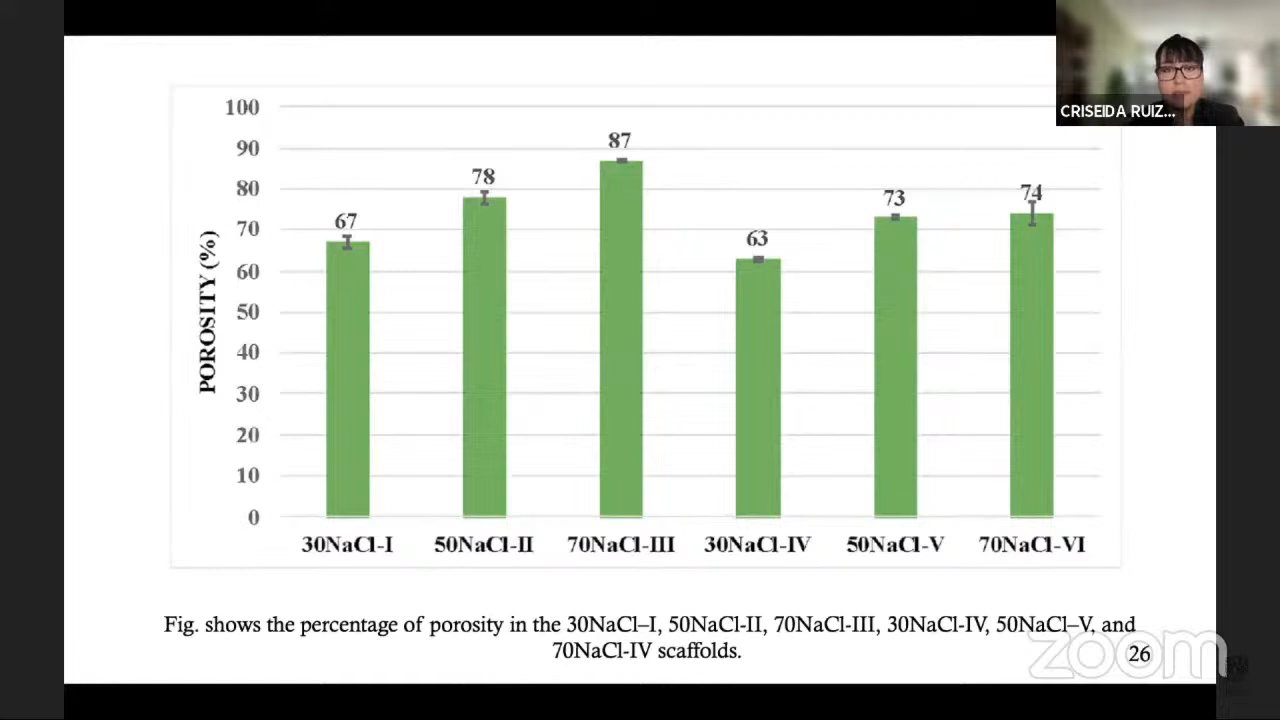 CRISEIDA RUIZ...
100
90
80
70
60
50
40
30
20
10
0
POROSITY (%)
67
78
87
63
73
74
30NaCl-I
50NaCl-II
70NaCl-III
30NaCl-IV
50NaCl-V
70NaCl-VI
Fig. shows the percentage of porosity in the 30NaCl–I, 50NaCl-II, 70NaCl-III, 30NaCl-IV, 50NaCl–V, and
70NaCl-IV scaffolds.
26
zoom